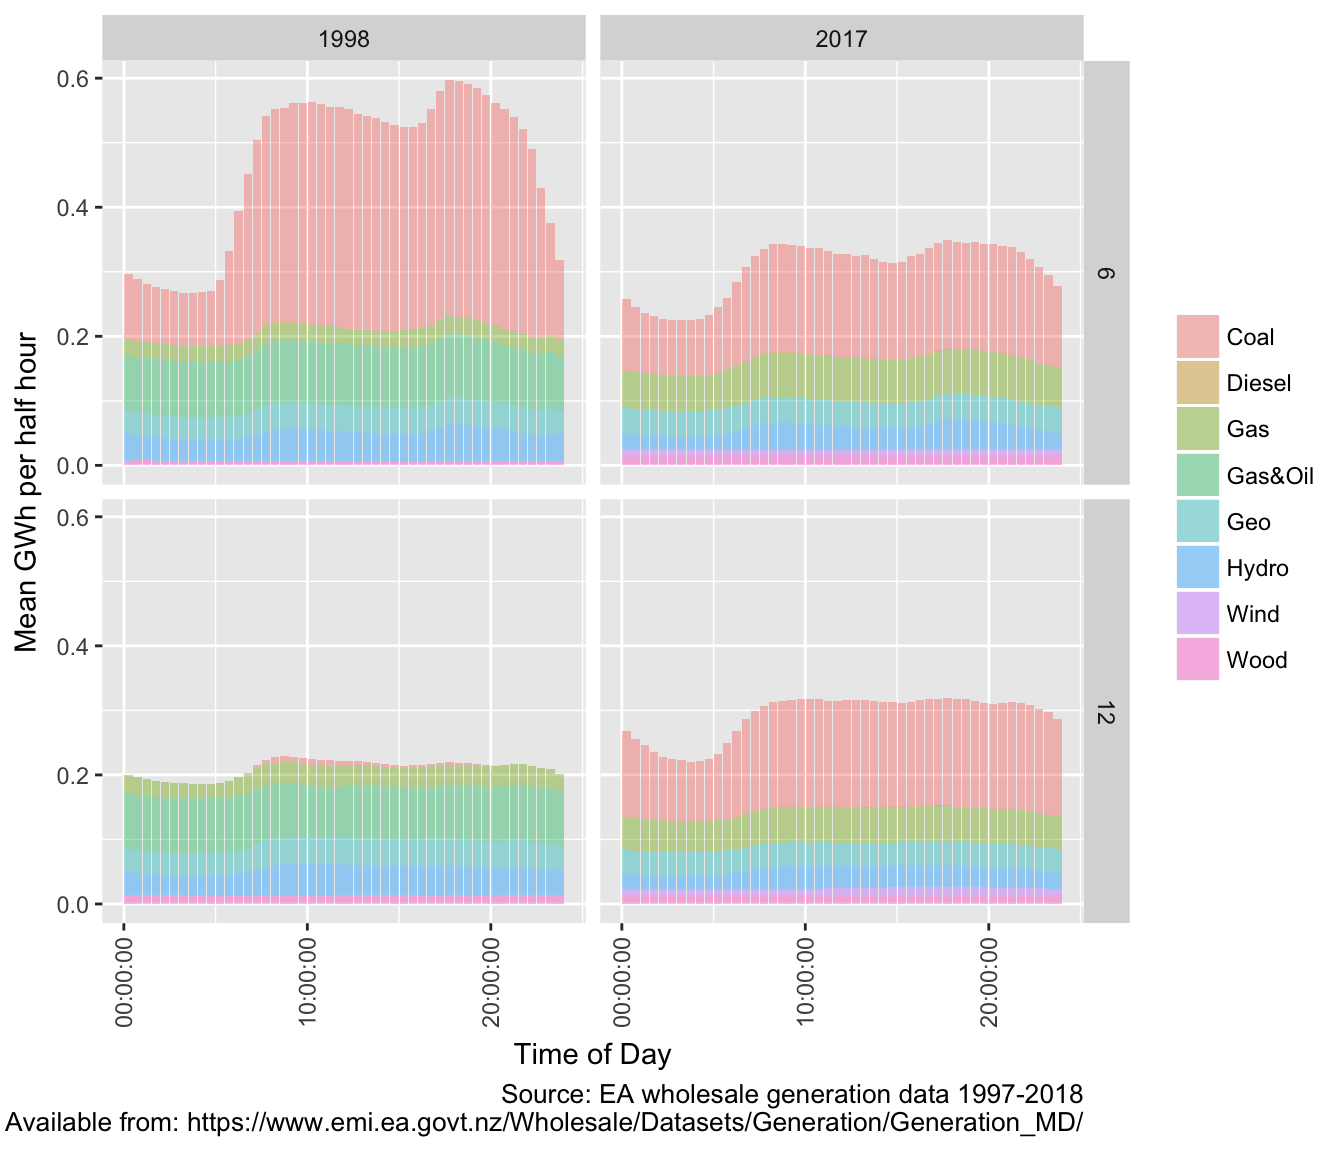 1998
2017
0.6
0.4
0.2
0.0
6
0.6
0.4
0.2
0.0
12
Mean GWh per half hour
00:00:00
10:00:00
20:00:00
00:00:00
10:00:00
20:00:00
Time of Day
Coal
Diesel
Gas
Gas&Oil
Geo
Hydro
Wind
Wood
Source: EA wholesale generation data 1997-2018
Available from: https://www.emi.ea.govt.nz/Wholesale/Datasets/Generation/Generation_MD/